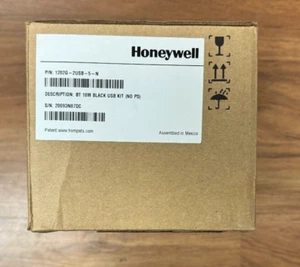 Honeywell
P/N: 1202G-2USB-5-N
DESCRIPTION: BT 1DW BLACK USB KIT (NO PS)
Patent www.hsmpats.com
Assembled in Mexico